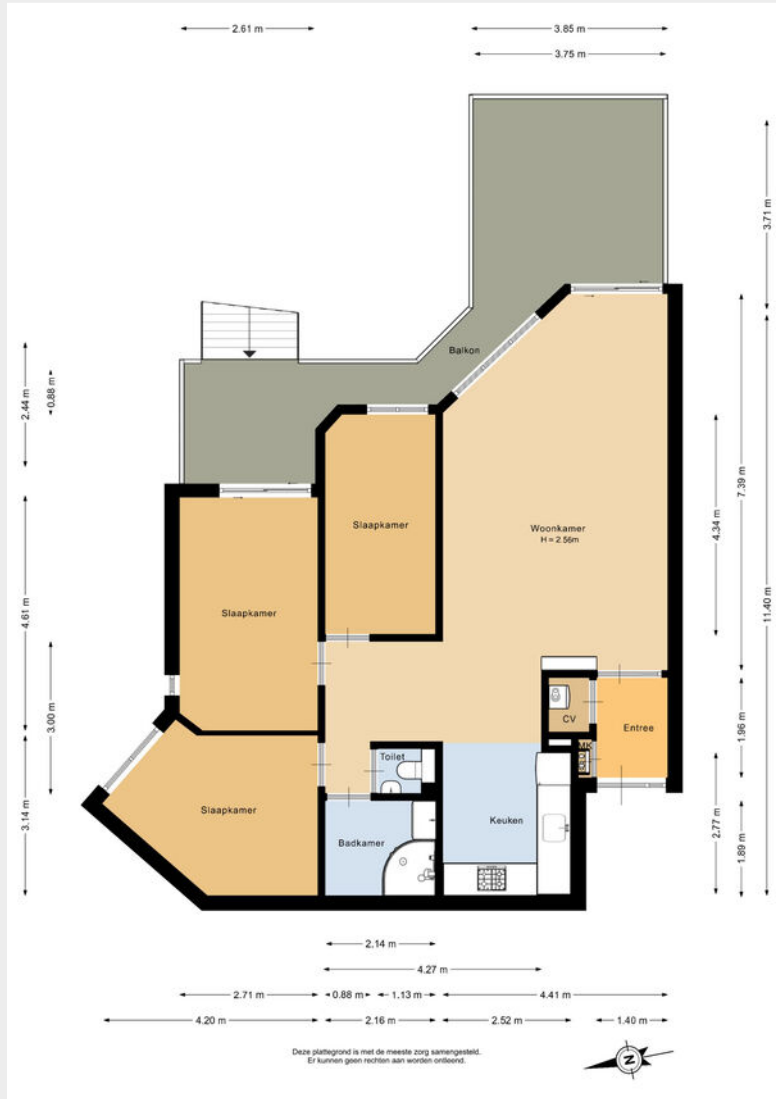 2.61 m
3.85 m
3.75 m
3.71 m
Balkon
2.44 m
0.88 m
7.39 m
Slaapkamer
Woonkamer
H = 2.56m
4.34 m
11.40 m
Slaapkamer
4.61 m
3.00 m
CV
Entree
1.96 m
MK
Toilet
3.14 m
Slaapkamer
Keuken
Badkamer
2.77 m
1.89 m
2.14 m
4.27 m
2.71 m
0.88 m
1.13 m
4.41 m
4.20 m
2.16 m
2.52 m
1.40 m
Deze plattegrond is met de meeste zorg samengesteld.
Er kunnen geen rechten aan worden ontleend.
N